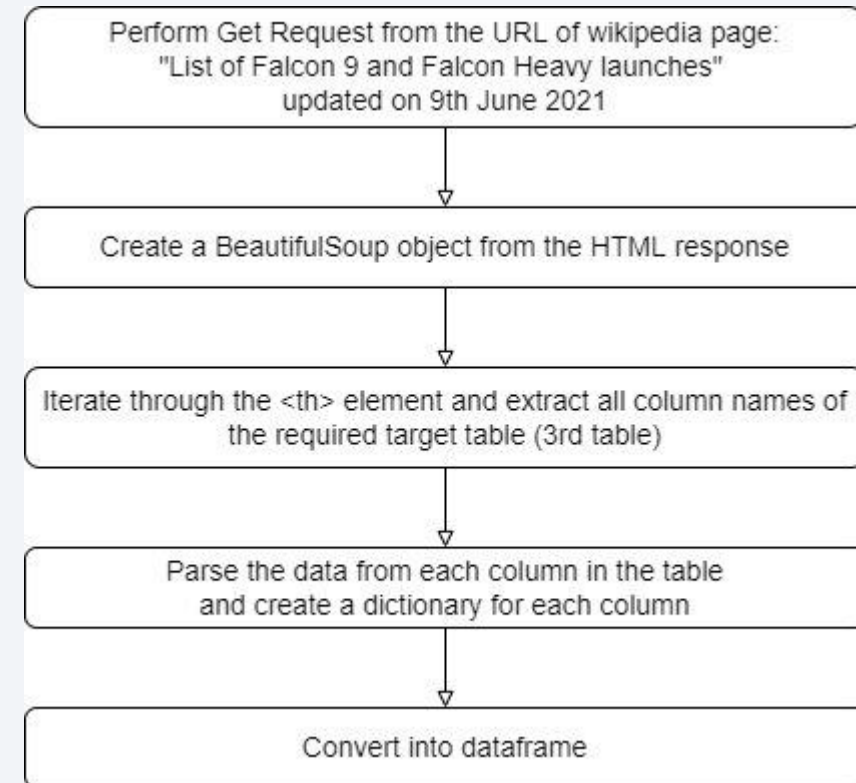 Perform Get Request from the URL of wikipedia page:
"List of Falcon 9 and Falcon Heavy launches"
updated on 9th June 2021
Create a BeautifulSoup object from the HTML response
Iterate through the <th> element and extract all column names of
the required target table (3rd table)
Parse the data from each column in the table
and create a dictionary for each column
Convert into dataframe